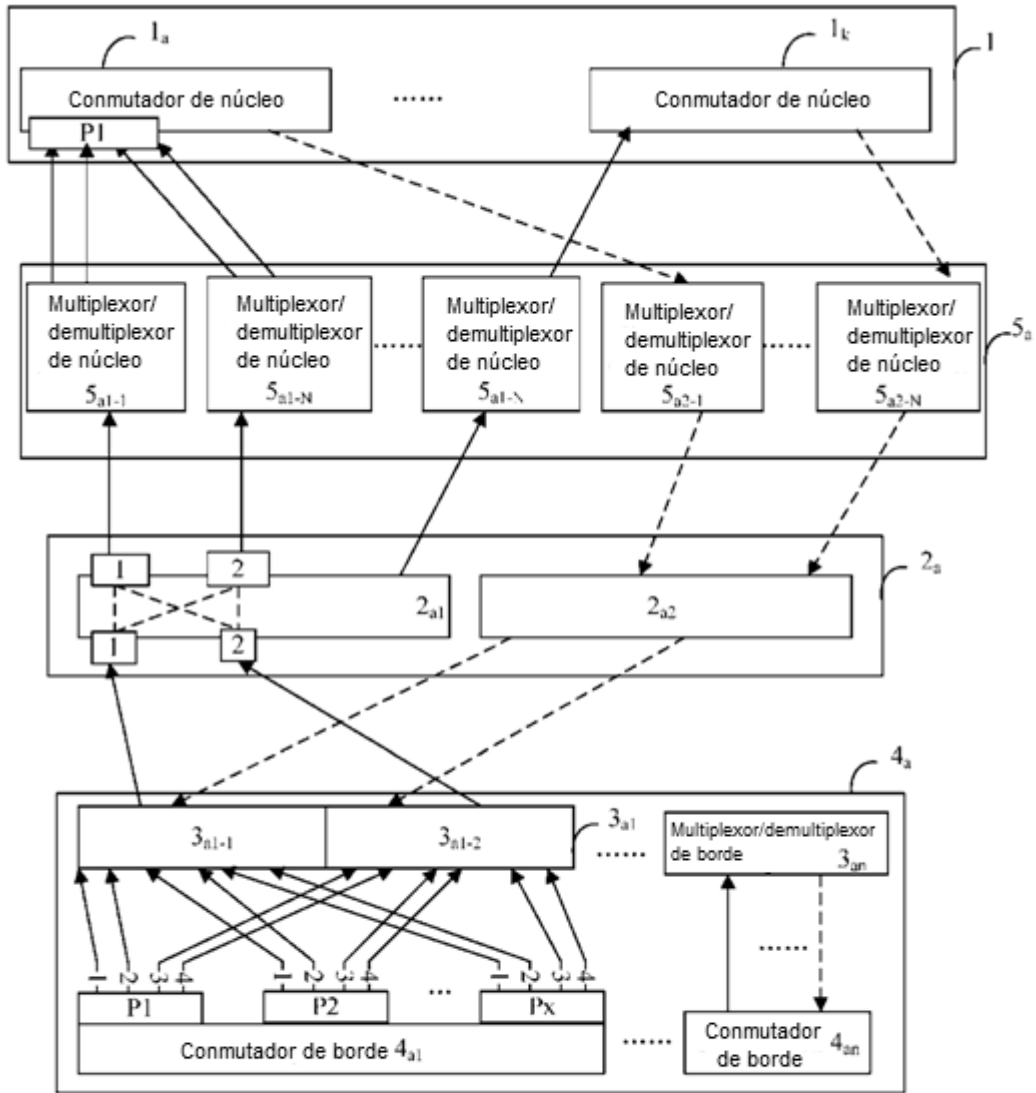 1a
1k
1
Conmutador de núcleo
......
Conmutador de núcleo
P1
Multiplexor/
demultiplexor
de núcleo
5a1-1
Multiplexor/
demultiplexor
de núcleo
5a1-N
......
Multiplexor/
demultiplexor
de núcleo
5a1-N
Multiplexor/
demultiplexor
de núcleo
5a2-1
......
Multiplexor/
demultiplexor
de núcleo
5a2-N
5a
1
2
2a1
2a2
2a
1
2
4a
3a1-1
3a1-2
3a1
......
Multiplexor/demultiplexor
de borde
3an
1 2 3 4
1 2 3 4
1 2 3 4
......
P1
P2
...
Px
Conmutador de borde 4a1
......
Conmutador
de borde
4an